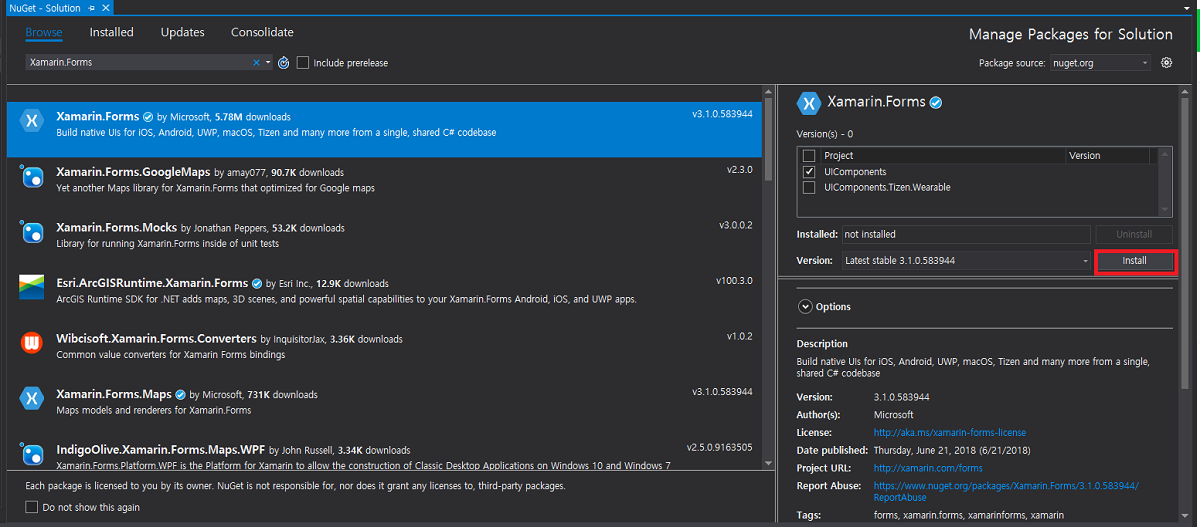 NuGet - Solution
Browse Installed Updates Consolidate
Manage Packages for Solution
Xamarin.Forms
Include prerelease
Package source: nuget.org
Xamarin.Forms by Microsoft, 5.78M downloads v3.1.0.583944
Build native UIs for iOS, Android, UWP, macOS, Tizen and many more from a single, shared C# codebase
Xamarin.Forms.GoogleMaps by amay077, 90.7K downloads v2.3.0
Yet another Maps library for Xamarin.Forms that optimized for Google maps
Xamarin.Forms.Mocks by Jonathan Peppers, 53.2K downloads v3.0.0.2
Library for running Xamarin.Forms inside of unit tests
Esri.ArcGISRuntime.Xamarin.Forms by Esri Inc., 12.9K downloads v100.3.0
ArcGIS Runtime SDK for .NET adds maps, 3D scenes, and powerful spatial capabilities to your Xamarin.Forms Android, iOS, and UWP apps.
Wibcisoft.Xamarin.Forms.Converters by InquisitorJax, 3.36K downloads v1.0.2
Common value converters for Xamarin Forms bindings
Xamarin.Forms.Maps by Microsoft, 731K downloads v3.1.0.583944
Maps models and renderers for Xamarin.Forms
IndigoOlive.Xamarin.Forms.Maps.WPF by John Russell, 3.34K downloads v2.5.0.9163505
Xamarin.Forms.Platform.WPF is the Platform for Xamarin to allow the construction of Classic Desktop Applications on Windows 10 and Windows 7
Each package is licensed to you by its owner. NuGet is not responsible for, nor does it grant any licenses to, third-party packages.
Do not show this again
Xamarin.Forms
Version(s) - 0
Project Version
UIComponents
UIComponents.Tizen.Wearable
Installed: not installed Uninstall
Version: Latest stable 3.1.0.583944 Install
Options
Description
Build native UIs for iOS, Android, UWP, macOS, Tizen and many more from a single,
shared C# codebase
Version: 3.1.0.583944
Author(s): Microsoft
License: http://aka.ms/xamarin-forms-license
Date published: Thursday, June 21, 2018 (6/21/2018)
Project URL: http://xamarin.com/forms
Report Abuse: https://www.nuget.org/packages/Xamarin.Forms/3.1.0.583944/
ReportAbuse
Tags: forms, xamarin.forms, xamarinforms, xamarin